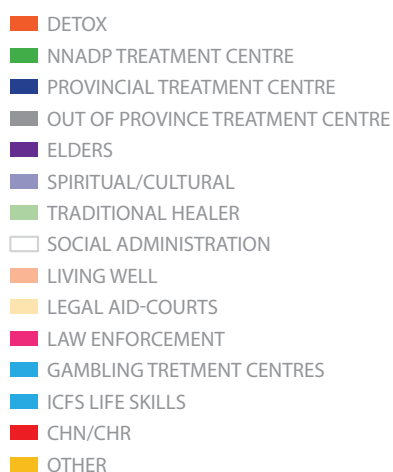 DETOX
NNADP TREATMENT CENTRE
PROVINCIAL TREATMENT CENTRE
OUT OF PROVINCE TREATMENT CENTRE
ELDERS
SPIRITUAL/CULTURAL
TRADITIONAL HEALER
SOCIAL ADMINISTRATION
LIVING WELL
LEGAL AID-COURTS
LAW ENFORCEMENT
GAMBLING TRETMENT CENTRES
ICFS LIFE SKILLS
CHN/CHR
OTHER